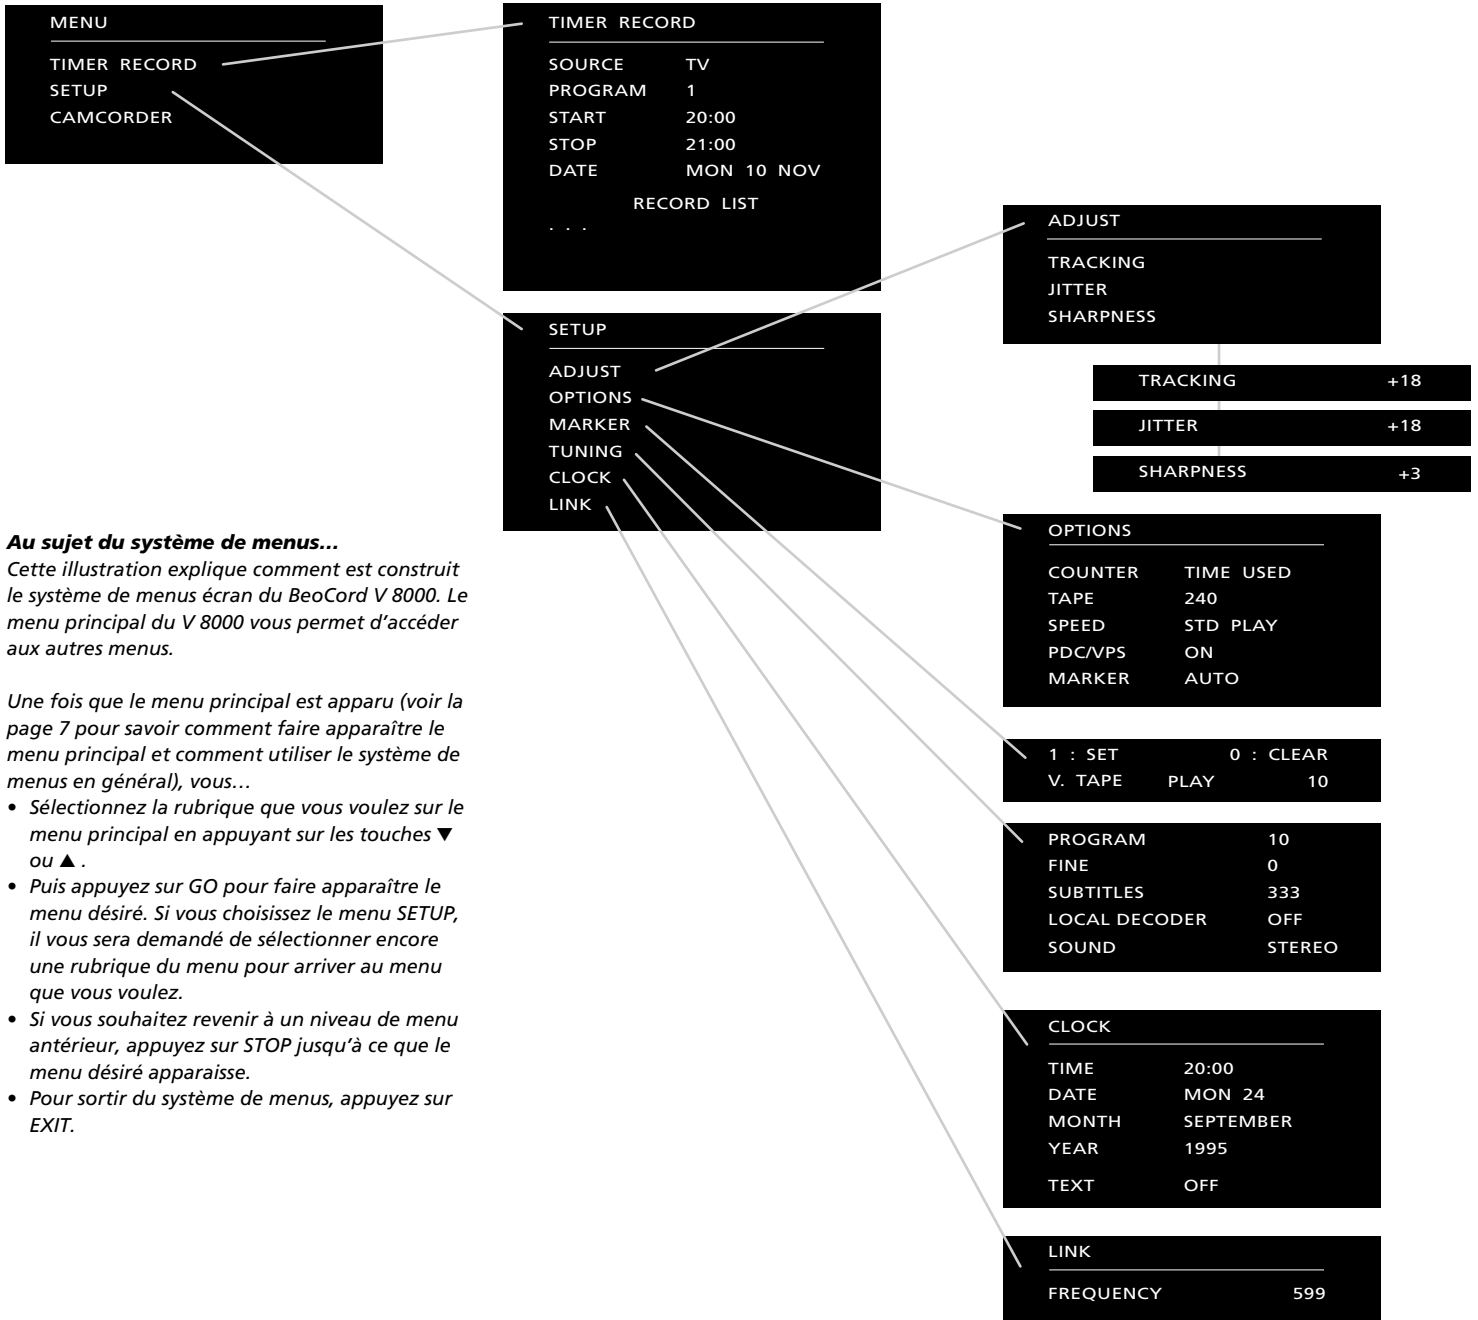 MENU
TIMER RECORD
SETUP
CAMCORDER
TIMER RECORD
SOURCE TV
PROGRAM 1
START 20:00
STOP 21:00
DATE MON 10 NOV
RECORD LIST
. . .
SETUP
ADJUST
OPTIONS
MARKER
TUNING
CLOCK
LINK
ADJUST
TRACKING
JITTER
SHARPNESS
TRACKING +18
JITTER +18
SHARPNESS +3
OPTIONS
COUNTER TIME USED
TAPE 240
SPEED STD PLAY
PDC/VPS ON
MARKER AUTO
1 : SET 0 : CLEAR
V. TAPE PLAY 10
PROGRAM 10
FINE 0
SUBTITLES 333
LOCAL DECODER OFF
SOUND STEREO
CLOCK
TIME 20:00
DATE MON 24
MONTH SEPTEMBER
YEAR 1995
TEXT OFF
LINK
FREQUENCY 599
Au sujet du système de menus…
Cette illustration explique comment est construit
le système de menus écran du BeoCord V 8000. Le
menu principal du V 8000 vous permet d’accéder
aux autres menus.
Une fois que le menu principal est apparu (voir la
page 7 pour savoir comment faire apparaître le
menu principal et comment utiliser le système de
menus en général), vous…
• Sélectionnez la rubrique que vous voulez sur le
menu principal en appuyant sur les touches ▼
ou ▲ .
• Puis appuyez sur GO pour faire apparaître le
menu désiré. Si vous choisissez le menu SETUP,
il vous sera demandé de sélectionner encore
une rubrique du menu pour arriver au menu
que vous voulez.
• Si vous souhaitez revenir à un niveau de menu
antérieur, appuyez sur STOP jusqu’à ce que le
menu désiré apparaisse.
• Pour sortir du système de menus, appuyez sur
EXIT.